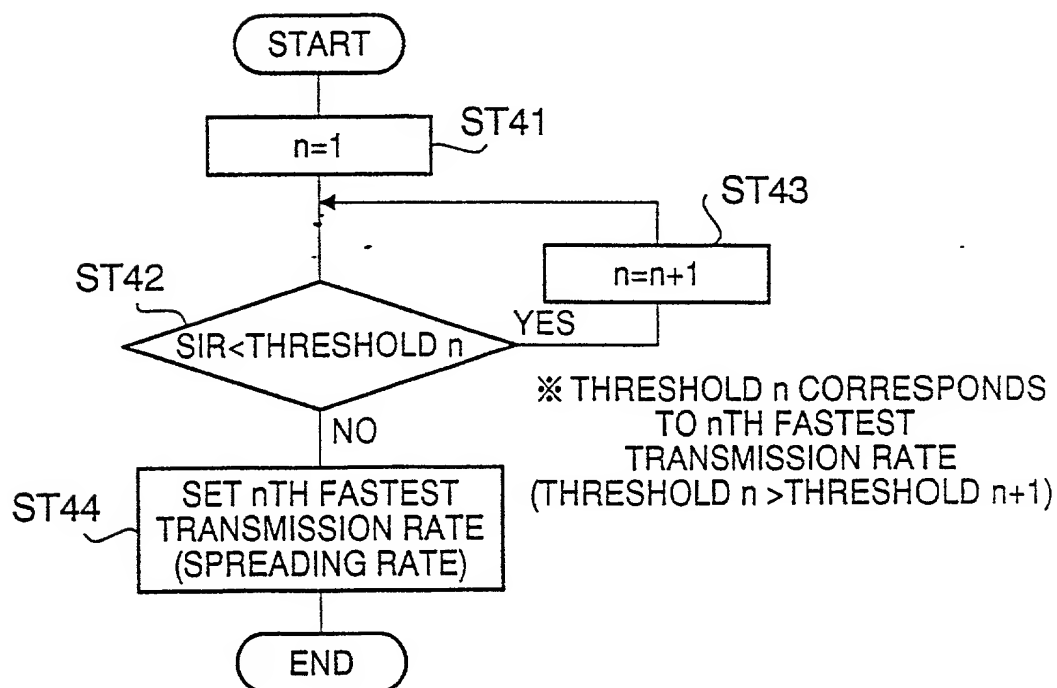 START
n=1
ST41
ST43
n=n+1
ST42
SIR<THRESHOLD n
YES
NO
※ THRESHOLD n CORRESPONDS
TO nTH FASTEST
TRANSMISSION RATE
(THRESHOLD n >THRESHOLD n+1)
ST44
SET nTH FASTEST
TRANSMISSION RATE
(SPREADING RATE)
END